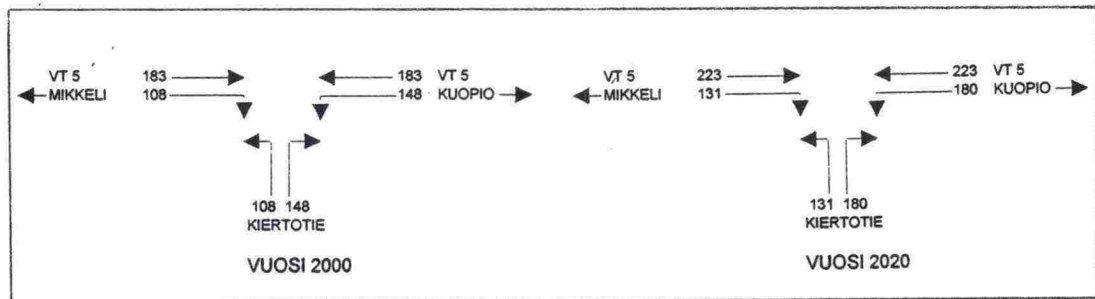 VT 5 183 183 VT 5
MIKKELI 108 148 KUOPIO
108 148
KIERTOTIE
VUOSI 2000
VT 5 223 223 VT 5
MIKKELI 131 180 KUOPIO
131 180
KIERTOTIE
VUOSI 2020